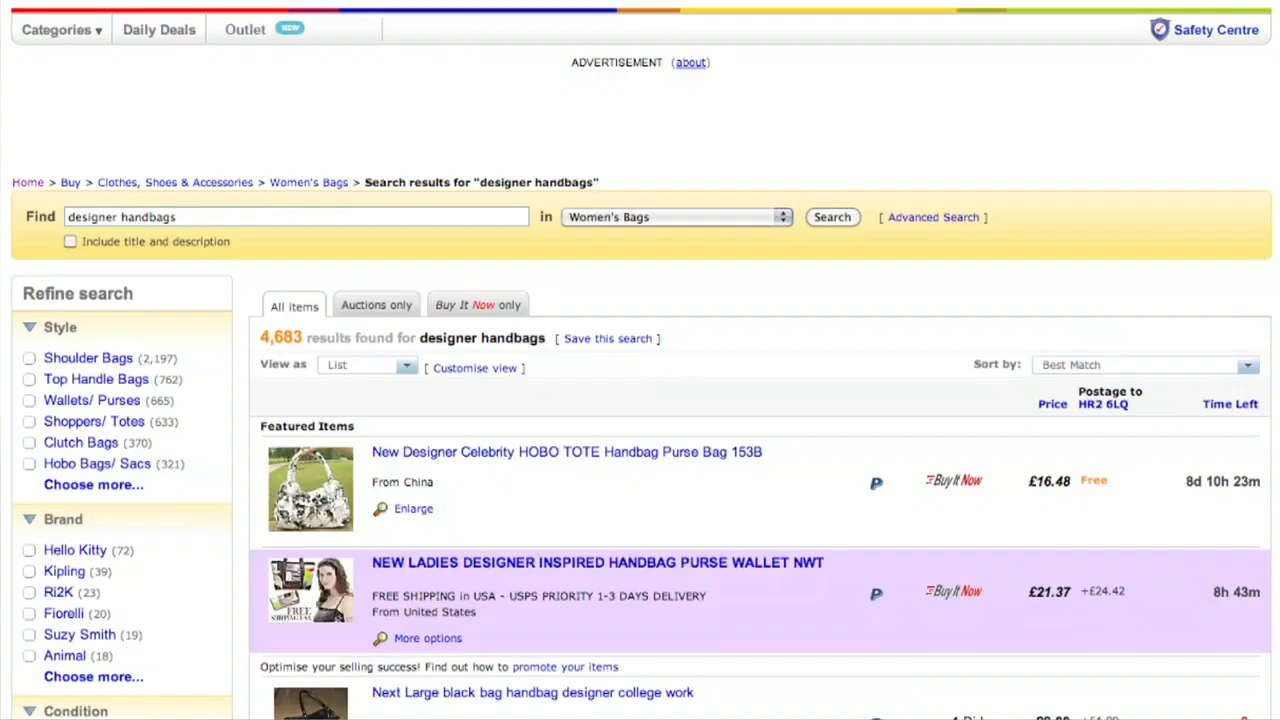 Categories ▾ Daily Deals Outlet NEW Safety Centre
ADVERTISEMENT (about)
Home > Buy > Clothes, Shoes & Accessories > Women's Bags > Search results for "designer handbags"
Find designer handbags in Women's Bags Search [ Advanced Search ]
Include title and description
Refine search
Style
Shoulder Bags (2,197)
Top Handle Bags (762)
Wallets/ Purses (665)
Shoppers/ Totes (633)
Clutch Bags (370)
Hobo Bags/ Sacs (321)
Choose more...
Brand
Hello Kitty (72)
Kipling (39)
Ri2K (23)
Fiorelli (20)
Suzy Smith (19)
Animal (18)
Choose more...
Condition
All items Auctions only Buy It Now only
4,683 results found for designer handbags [ Save this search ]
View as List [ Customise view ] Sort by: Best Match
Price Postage to HR2 6LQ Time Left
Featured Items
New Designer Celebrity HOBO TOTE Handbag Purse Bag 153B
From China
Enlarge
P Buy It Now £16.48 Free 8d 10h 23m
NEW LADIES DESIGNER INSPIRED HANDBAG PURSE WALLET NWT
FREE SHIPPING in USA - USPS PRIORITY 1-3 DAYS DELIVERY
From United States
More options
FREE
P Buy It Now £21.37 +£24.42 8h 43m
Optimise your selling success! Find out how to promote your items
Next Large black bag handbag designer college work